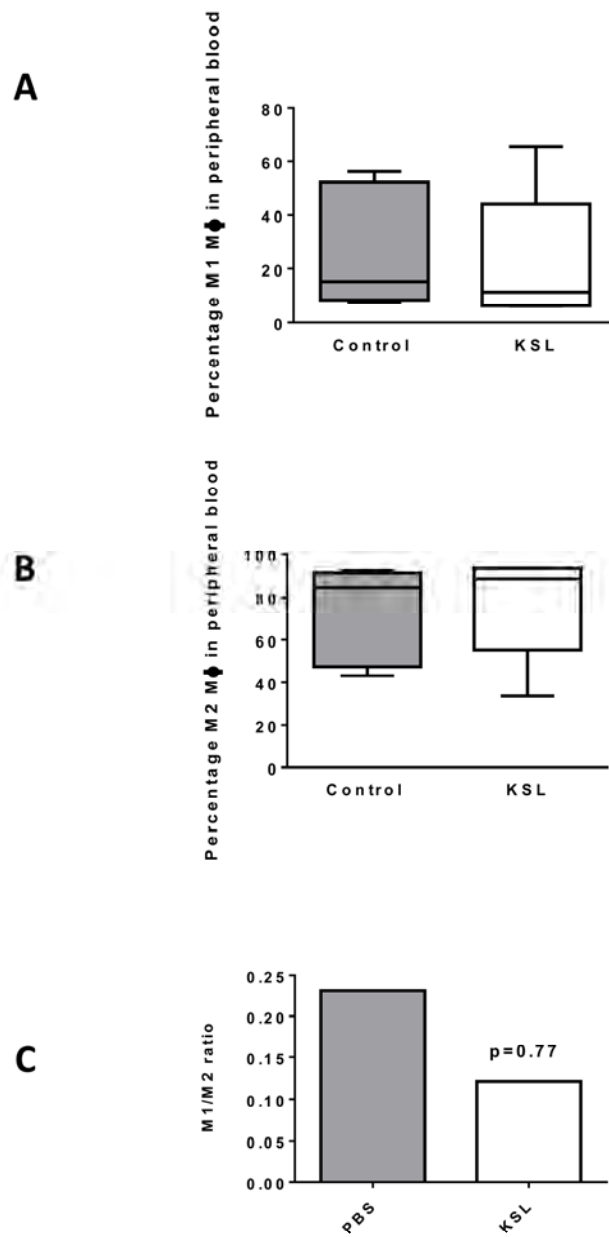 A
Percentage M1 Mϕ in peripheral blood
80
60
40
20
0
Control KSL
B
Percentage M2 Mϕ in peripheral blood
100
80
60
40
20
0
Control KSL
C
M1/M2 ratio
0.25
0.20
0.15
0.10
0.05
0.00
p=0.77
PBS KSL